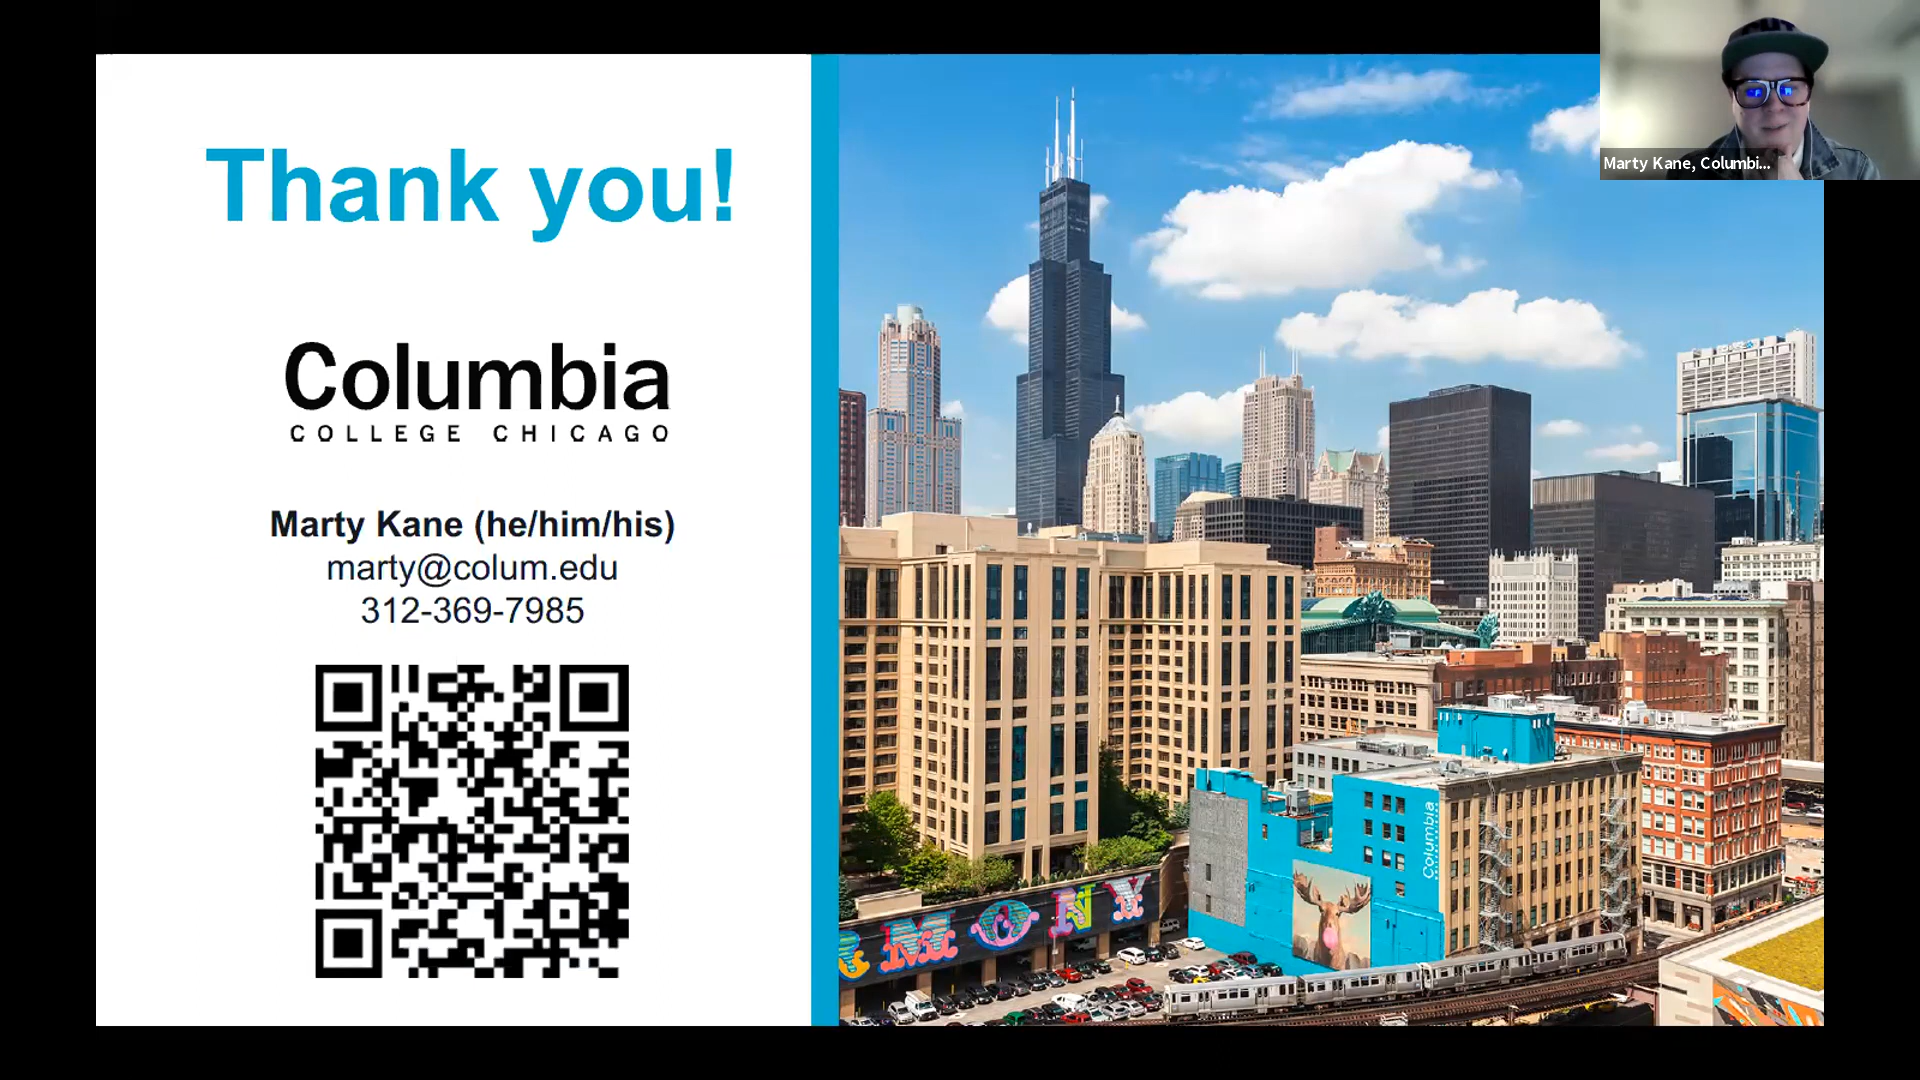 Thank you!
Columbia
COLLEGE CHICAGO
Marty Kane (he/him/his)
marty@colum.edu
312-369-7985
Marty Kane, Columbi...
Columbia
MONY